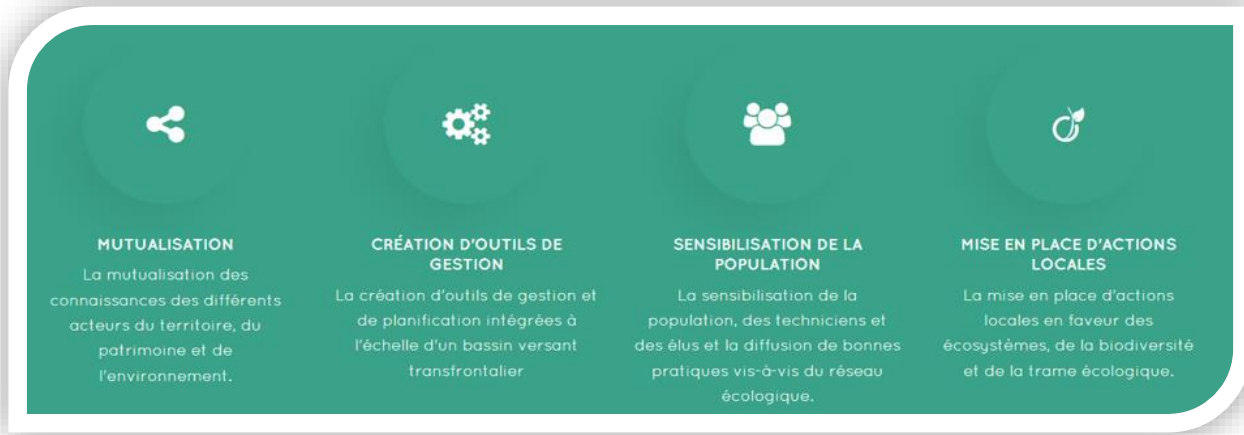 MUTUALISATION
La mutualisation des
connaissances des différents
acteurs du territoire, du
patrimoine et de
l'environnement.
CRÉATION D'OUTILS DE
GESTION
La création d'outils de gestion et
de planification intégrées à
l'échelle d'un bassin versant
transfrontalier
SENSIBILISATION DE LA
POPULATION
La sensibilisation de la
population, des techniciens et
des élus et la diffusion de bonnes
pratiques vis-à-vis du réseau
écologique.
MISE EN PLACE D'ACTIONS
LOCALES
La mise en place d'actions
locales en faveur des
écosystèmes, de la biodiversité
et de la trame écologique.